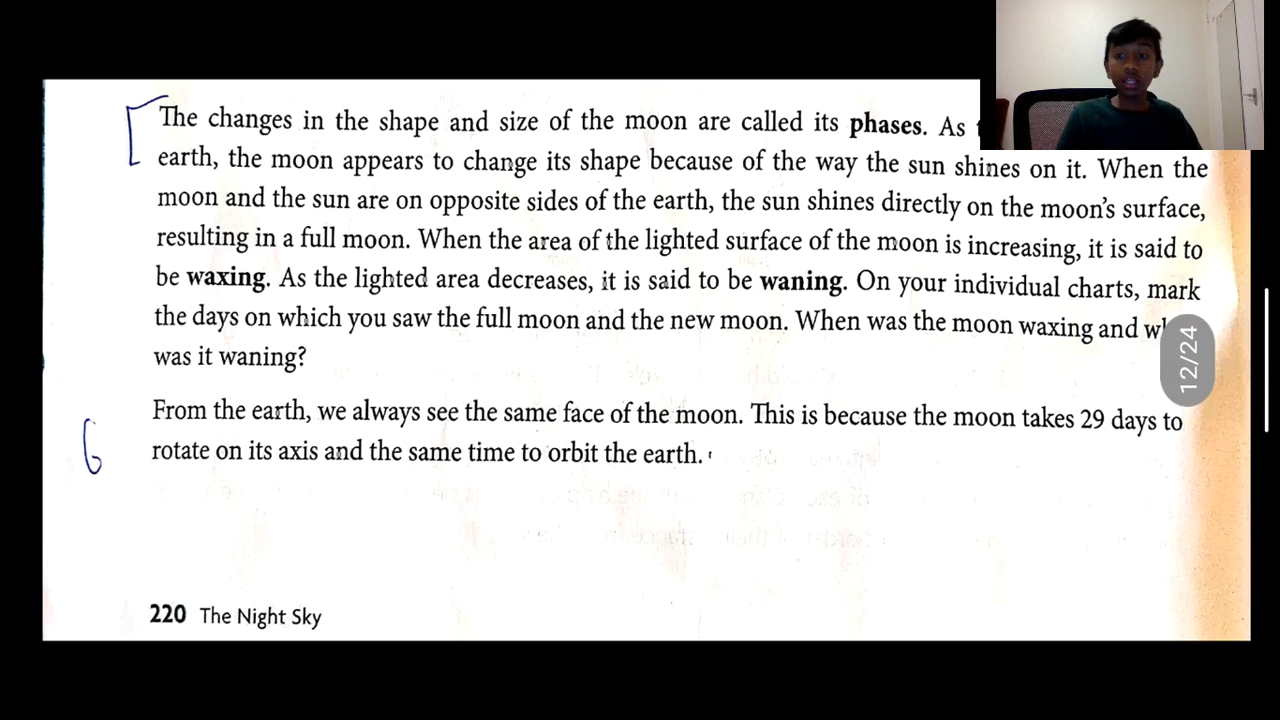 The changes in the shape and size of the moon are called its phases. As
earth, the moon appears to change its shape because of the way the sun shines on it. When the
moon and the sun are on opposite sides of the earth, the sun shines directly on the moon's surface,
resulting in a full moon. When the area of the lighted surface of the moon is increasing, it is said to
be waxing. As the lighted area decreases, it is said to be waning. On your individual charts, mark
the days on which you saw the full moon and the new moon. When was the moon waxing and
was it waning?
From the earth, we always see the same face of the moon. This is because the moon takes 29 days to
6
rotate on its axis and the same time to orbit the earth.
220 The Night Sky
12/24